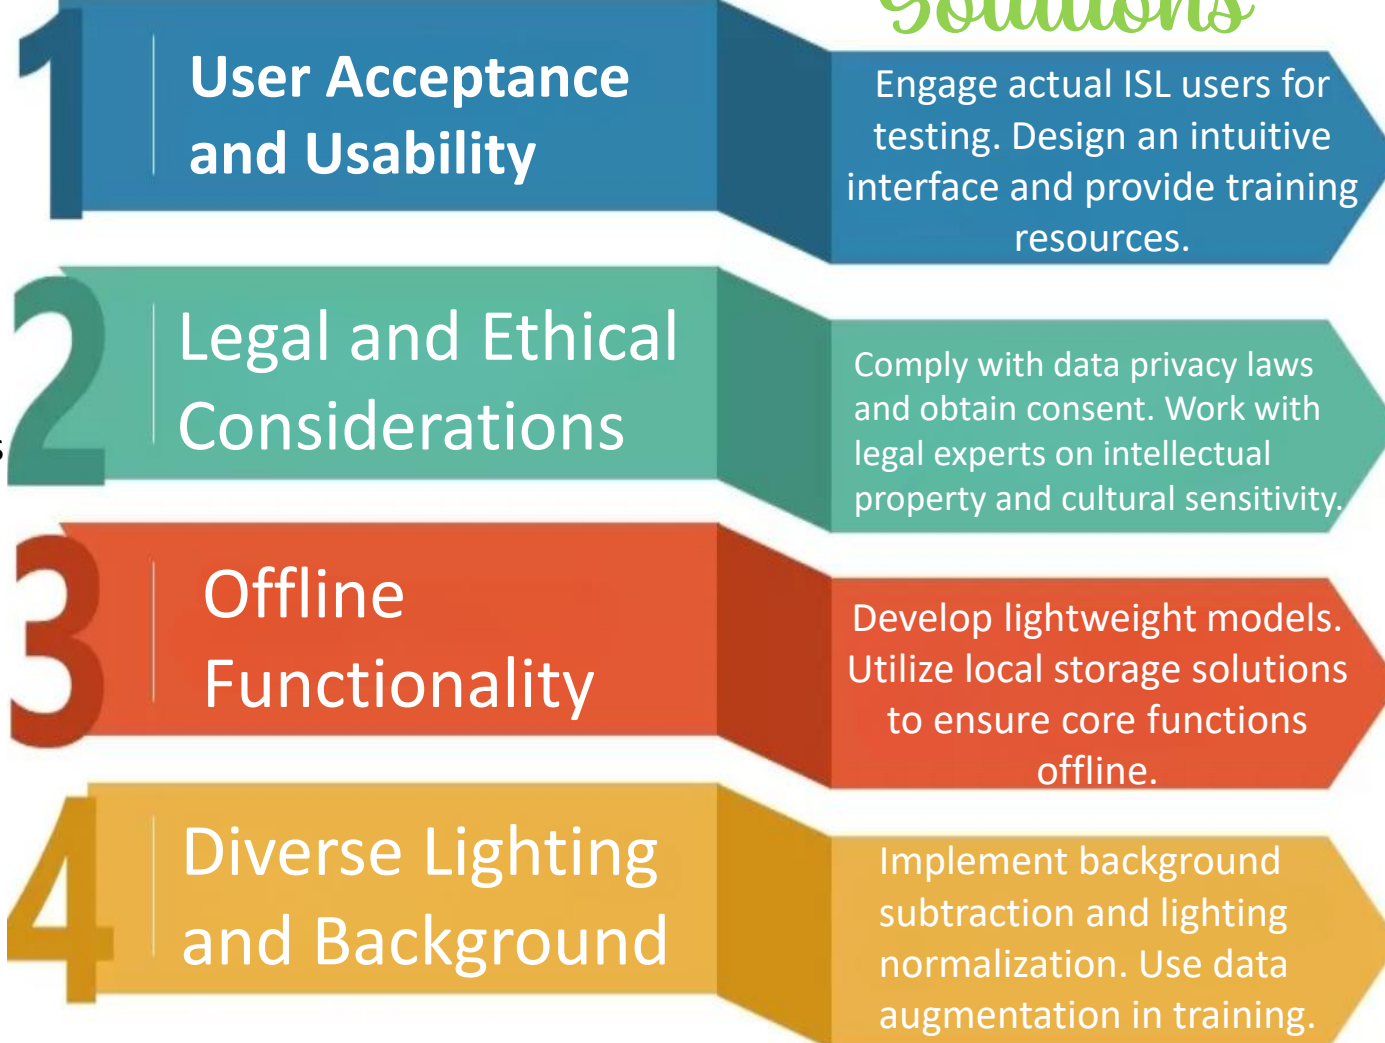 Solutions
1
User Acceptance
and Usability
Engage actual ISL users for
testing. Design an intuitive
interface and provide training
resources.
2
Legal and Ethical
Considerations
Comply with data privacy laws
and obtain consent. Work with
legal experts on intellectual
property and cultural sensitivity.
3
Offline
Functionality
Develop lightweight models.
Utilize local storage solutions
to ensure core functions
offline.
4
Diverse Lighting
and Background
Implement background
subtraction and lighting
normalization. Use data
augmentation in training.